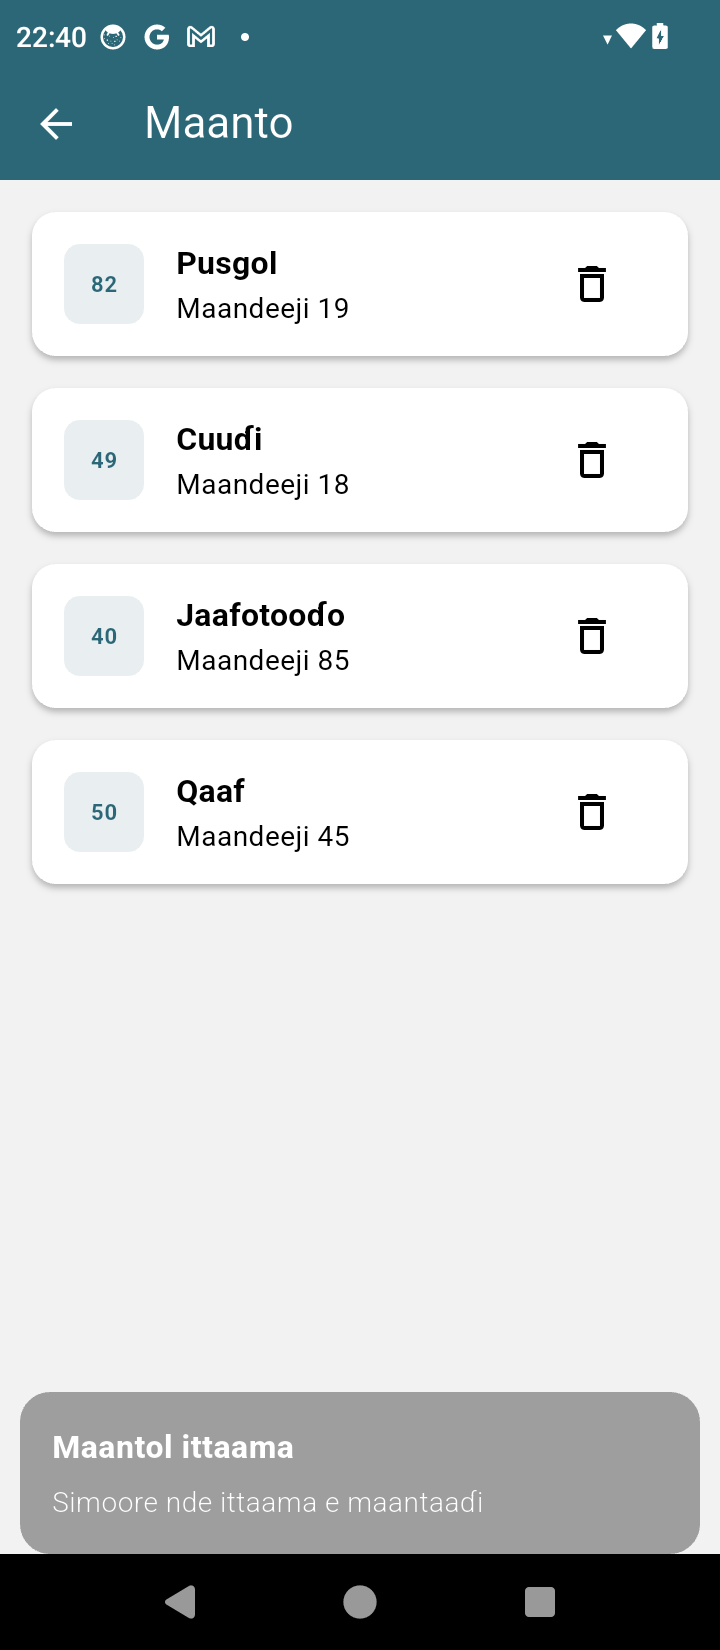 22:40
Maanto
82
Pusgol
Maandeeji 19
49
Cuuɗi
Maandeeji 18
40
Jaafotooɗo
Maandeeji 85
50
Qaaf
Maandeeji 45
Maantol ittaama
Simoore nde ittaama e maantaaɗi